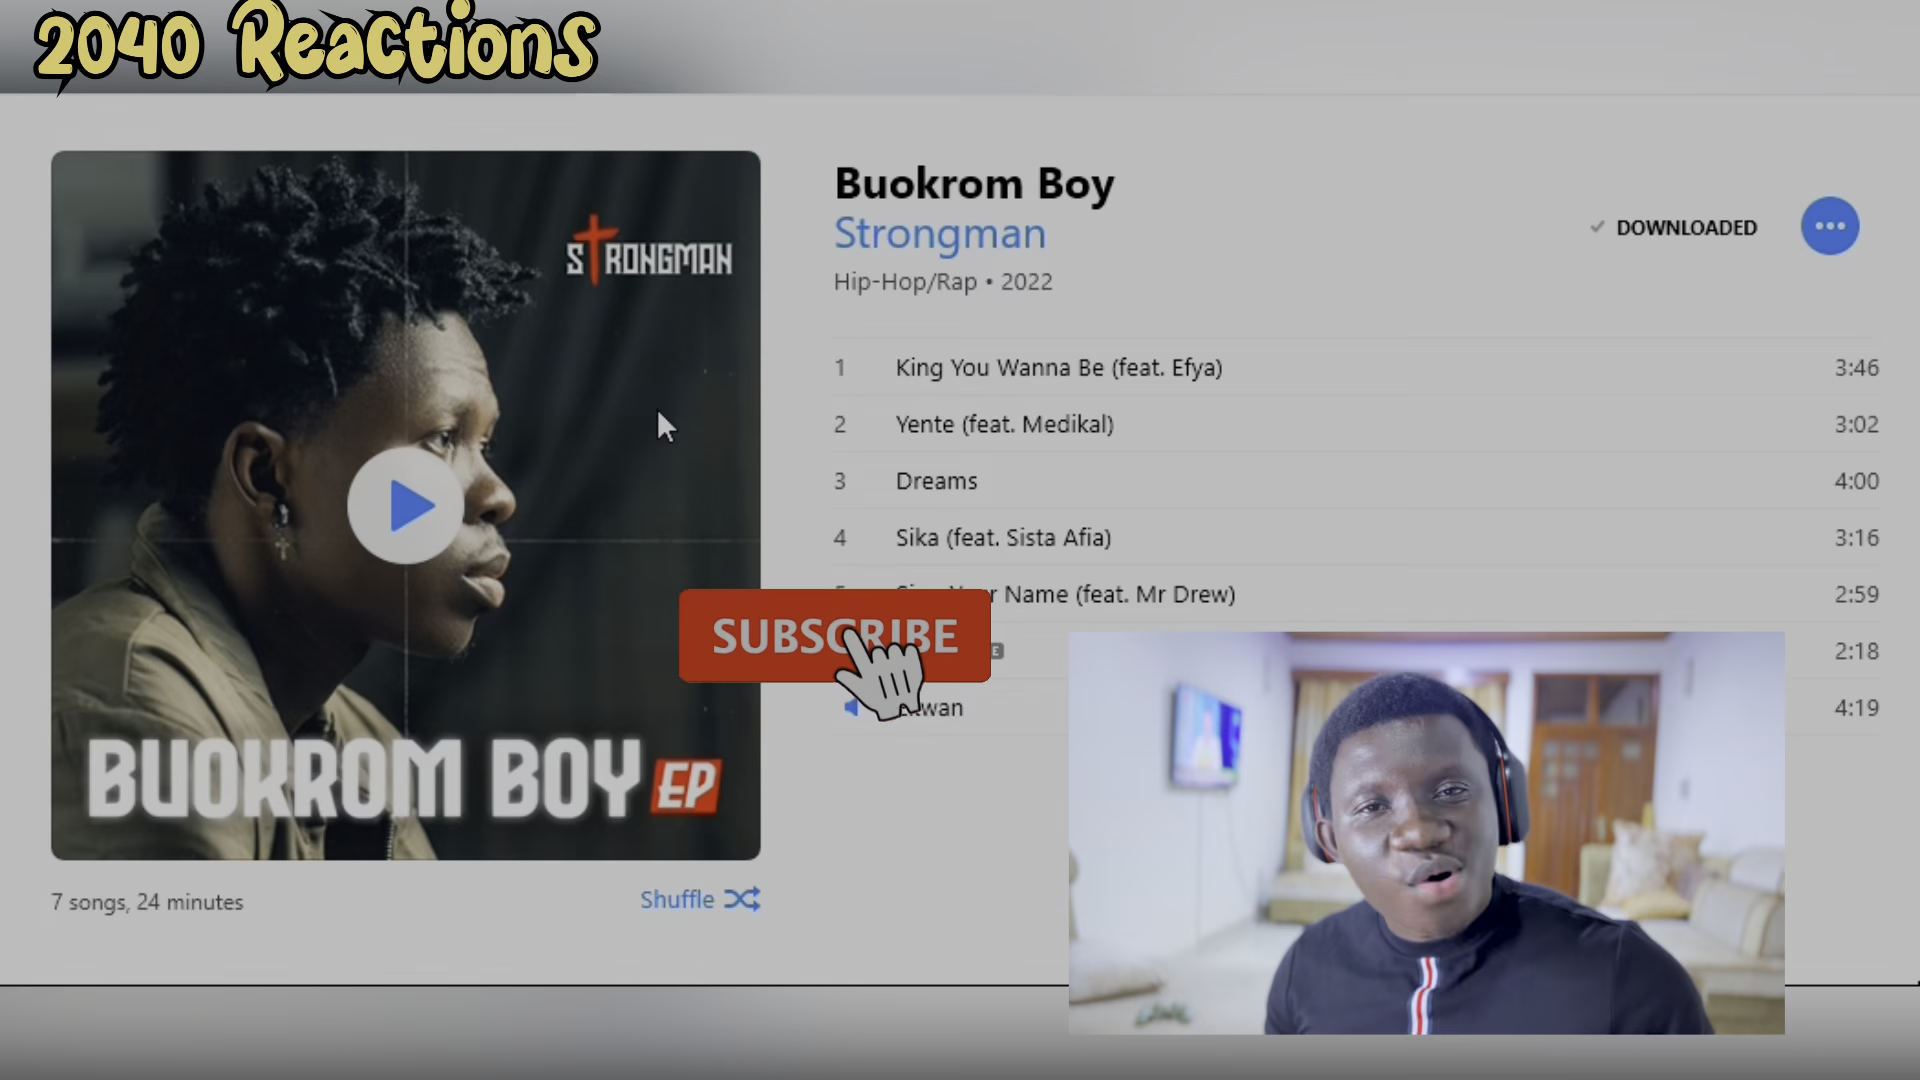 2040 Reactions
STRONGMAN
BUOKROM BOY EP
7 songs, 24 minutes
Shuffle
Buokrom Boy
Strongman
Hip-Hop/Rap • 2022
DOWNLOADED
1 King You Wanna Be (feat. Efya) 3:46
2 Yente (feat. Medikal) 3:02
3 Dreams 4:00
4 Sika (feat. Sista Afia) 3:16
Name (feat. Mr Drew) 2:59
SUBSCRIBE
E 2:18
4:19